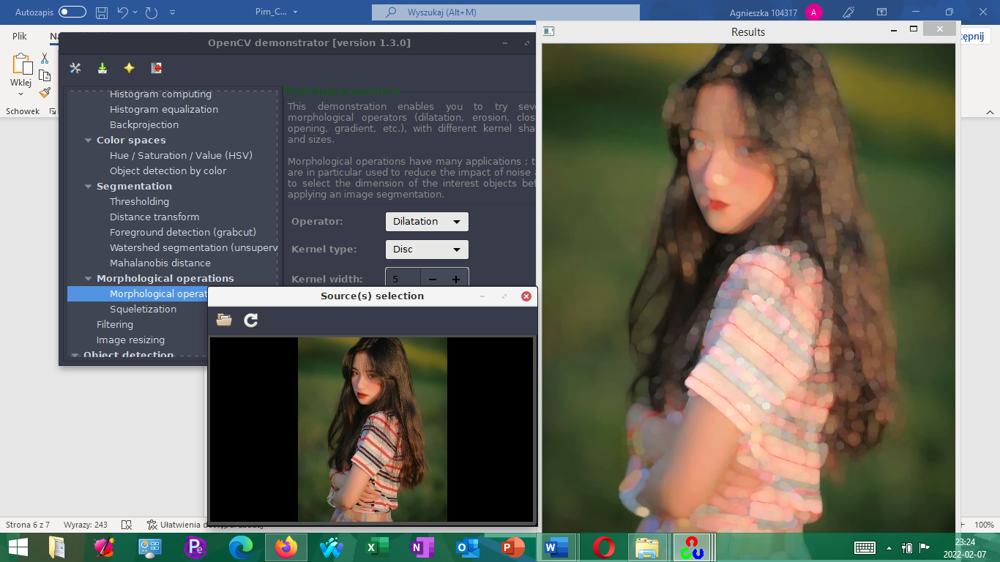 Autozapis
Pim_C...
Wyszukaj (Alt+M)
Agnieszka 104317
A
Plik
Wklej
Schowek
OpenCV demonstrator [version 1.3.0]
Histogram computing
Histogram equalization
Backprojection
Color spaces
Hue / Saturation / Value (HSV)
Object detection by color
Segmentation
Thresholding
Distance transform
Foreground detection (grabcut)
Watershed segmentation (unsuperv
Mahalanobis distance
Morphological operations
Morphological operat
Squeletization
Filtering
Image resizing
Object detection
Morphological operations
This demonstration enables you to try seve
morphological operators (dilatation, erosion, clos
opening, gradient, etc.), with different kernel sha
and sizes.
Morphological operations have many applications ; t
are in particular used to reduce the impact of noise
to select the dimension of the interest objects bef
applying an image segmentation.
Operator:
Dilatation
Kernel type:
Disc
Kernel width:
5
Source(s) selection
Results
Strona 6 z 7
Wyrazy: 243
Ułatwienia
100%
23:24
2022-02-07